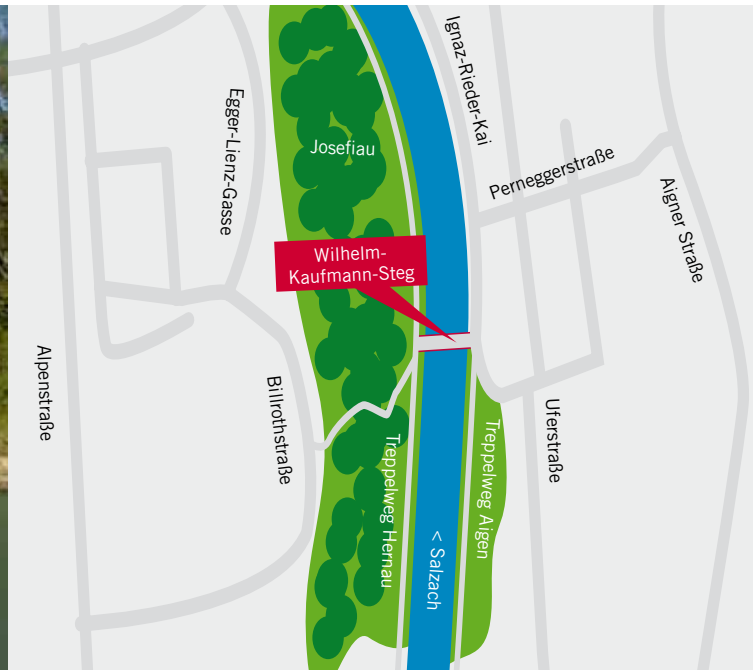 Ignaz-Rieder-Kai
Egger-Lienz-Gasse
Josefiau
Perneggerstraße
Aigner Straße
Wilhelm-
Kaufmann-Steg
Alpenstraße
Billrothstraße
Treppelweg Hernau
Treppelweg Aigen
Uferstraße
< Salzach